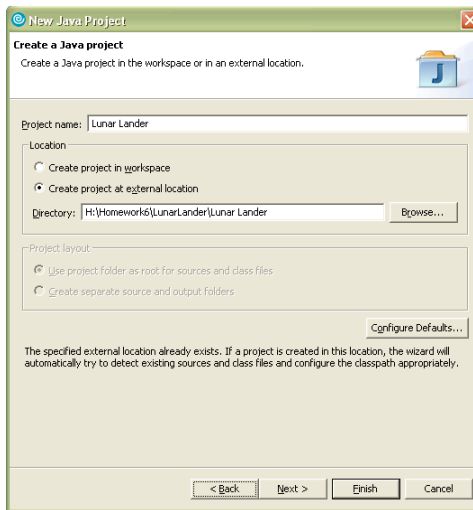 New Java Project
Create a Java project
Create a Java project in the workspace or in an external location.
J
Project name: Lunar Lander
Location
Create project in workspace
Create project at external location
Directory: H:\Homework6\LunarLander\Lunar Lander Browse...
Project layout
Use project folder as root for sources and class files
Create separate source and output folders
Configure Defaults...
The specified external location already exists. If a project is created in this location, the wizard will
automatically try to detect existing sources and class files and configure the classpath appropriately.
< Back Next > Finish Cancel